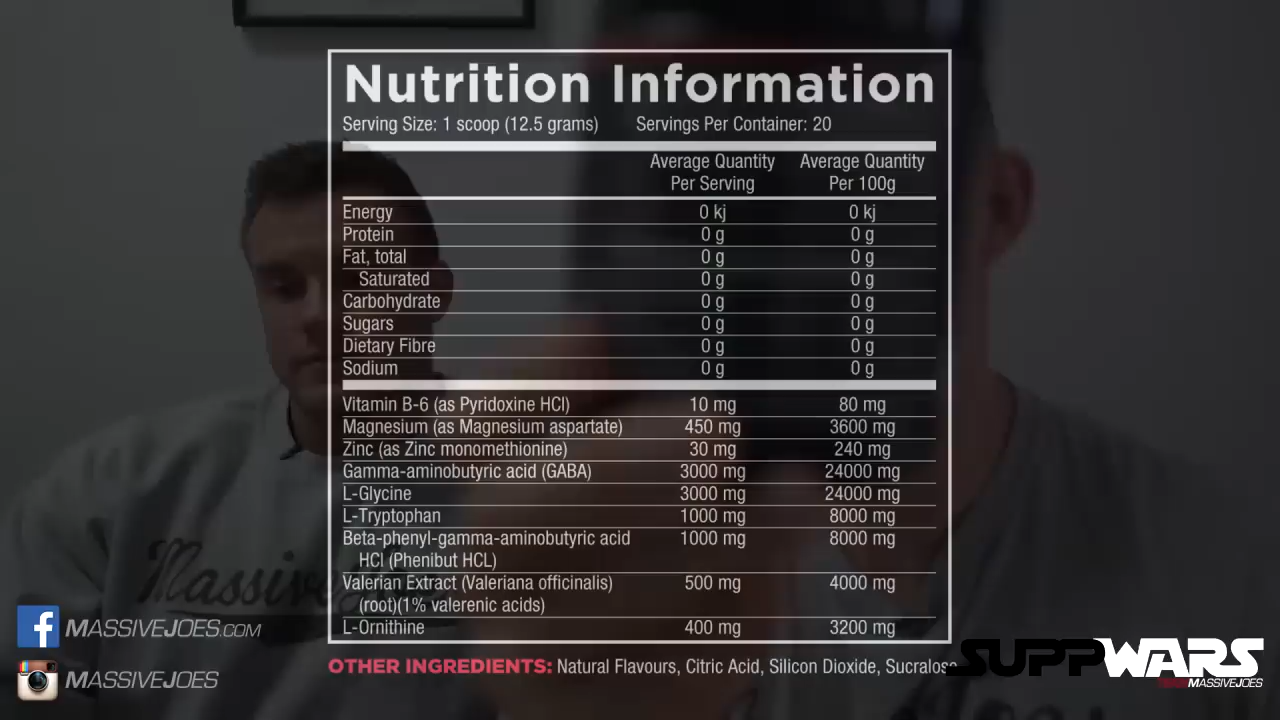 Nutrition Information
Serving Size: 1 scoop (12.5 grams) Servings Per Container: 20
Average Quantity Per Serving Average Quantity Per 100g
Energy 0 kj 0 kj
Protein 0 g 0 g
Fat, total 0 g 0 g
Saturated 0 g 0 g
Carbohydrate 0 g 0 g
Sugars 0 g 0 g
Dietary Fibre 0 g 0 g
Sodium 0 g 0 g
Vitamin B-6 (as Pyridoxine HCl) 10 mg 80 mg
Magnesium (as Magnesium aspartate) 450 mg 3600 mg
Zinc (as Zinc monomethionine) 30 mg 240 mg
Gamma-aminobutyric acid (GABA) 3000 mg 24000 mg
L-Glycine 3000 mg 24000 mg
L-Tryptophan 1000 mg 8000 mg
Beta-phenyl-gamma-aminobutyric acid 1000 mg 8000 mg
HCl (Phenibut HCL)
Valerian Extract (Valeriana officinalis) 500 mg 4000 mg
(root)(1% valerenic acids)
L-Ornithine 400 mg 3200 mg
OTHER INGREDIENTS: Natural Flavours, Citric Acid, Silicon Dioxide, Sucralose
Massive
f MASSIVEJOES.COM
MASSIVEJOES
SUPPWARS
MASSIVEJOES